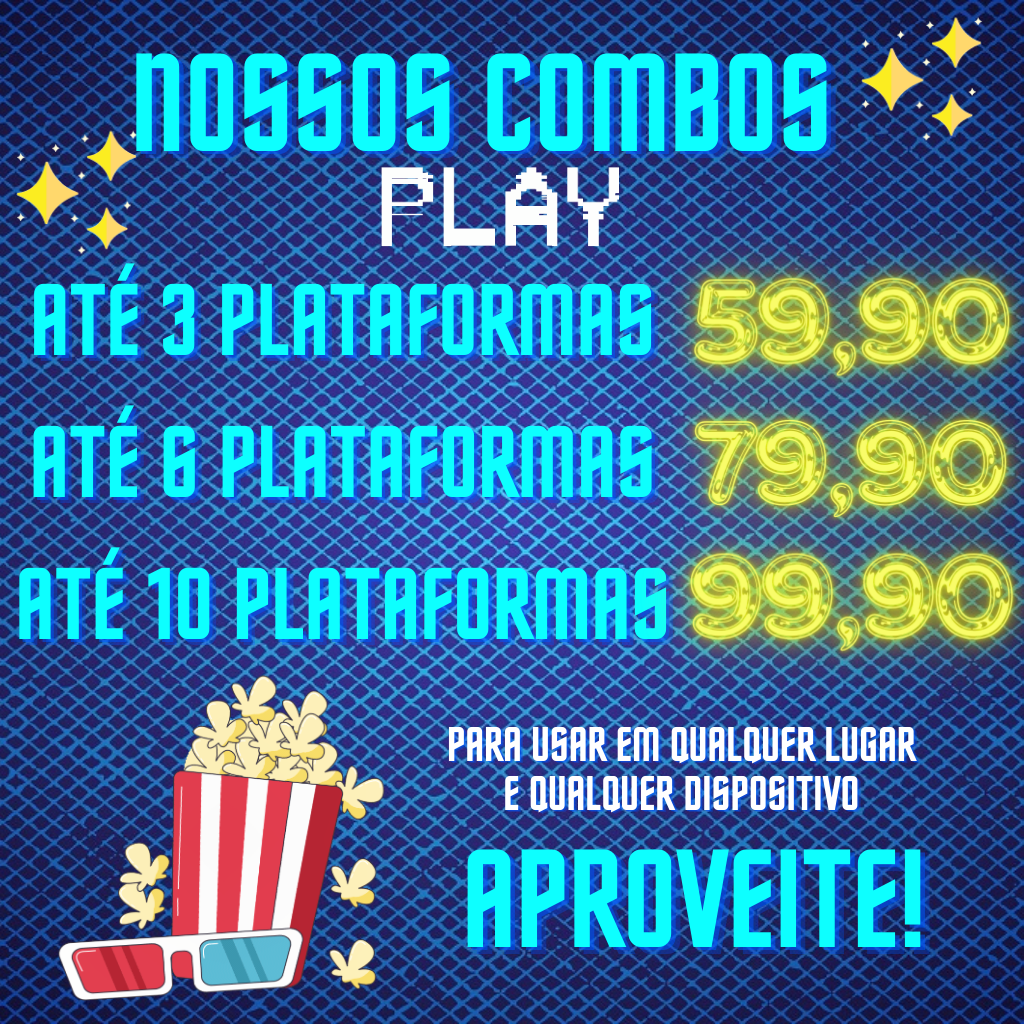 NOSSOS COMBOS
PLAY
ATÉ 3 PLATAFORMAS 59,90
ATÉ 6 PLATAFORMAS 79,90
ATÉ 10 PLATAFORMAS 99,90
PARA USAR EM QUALQUER LUGAR
E QUALQUER DISPOSITIVO
APROVEITE!